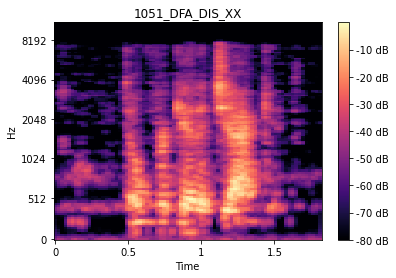 1051_DFA_DIS_XX
8192
4096
2048
1024
512
0
Hz
0
0.5
1
1.5
Time
-10 dB
-20 dB
-30 dB
-40 dB
-50 dB
-60 dB
-70 dB
-80 dB